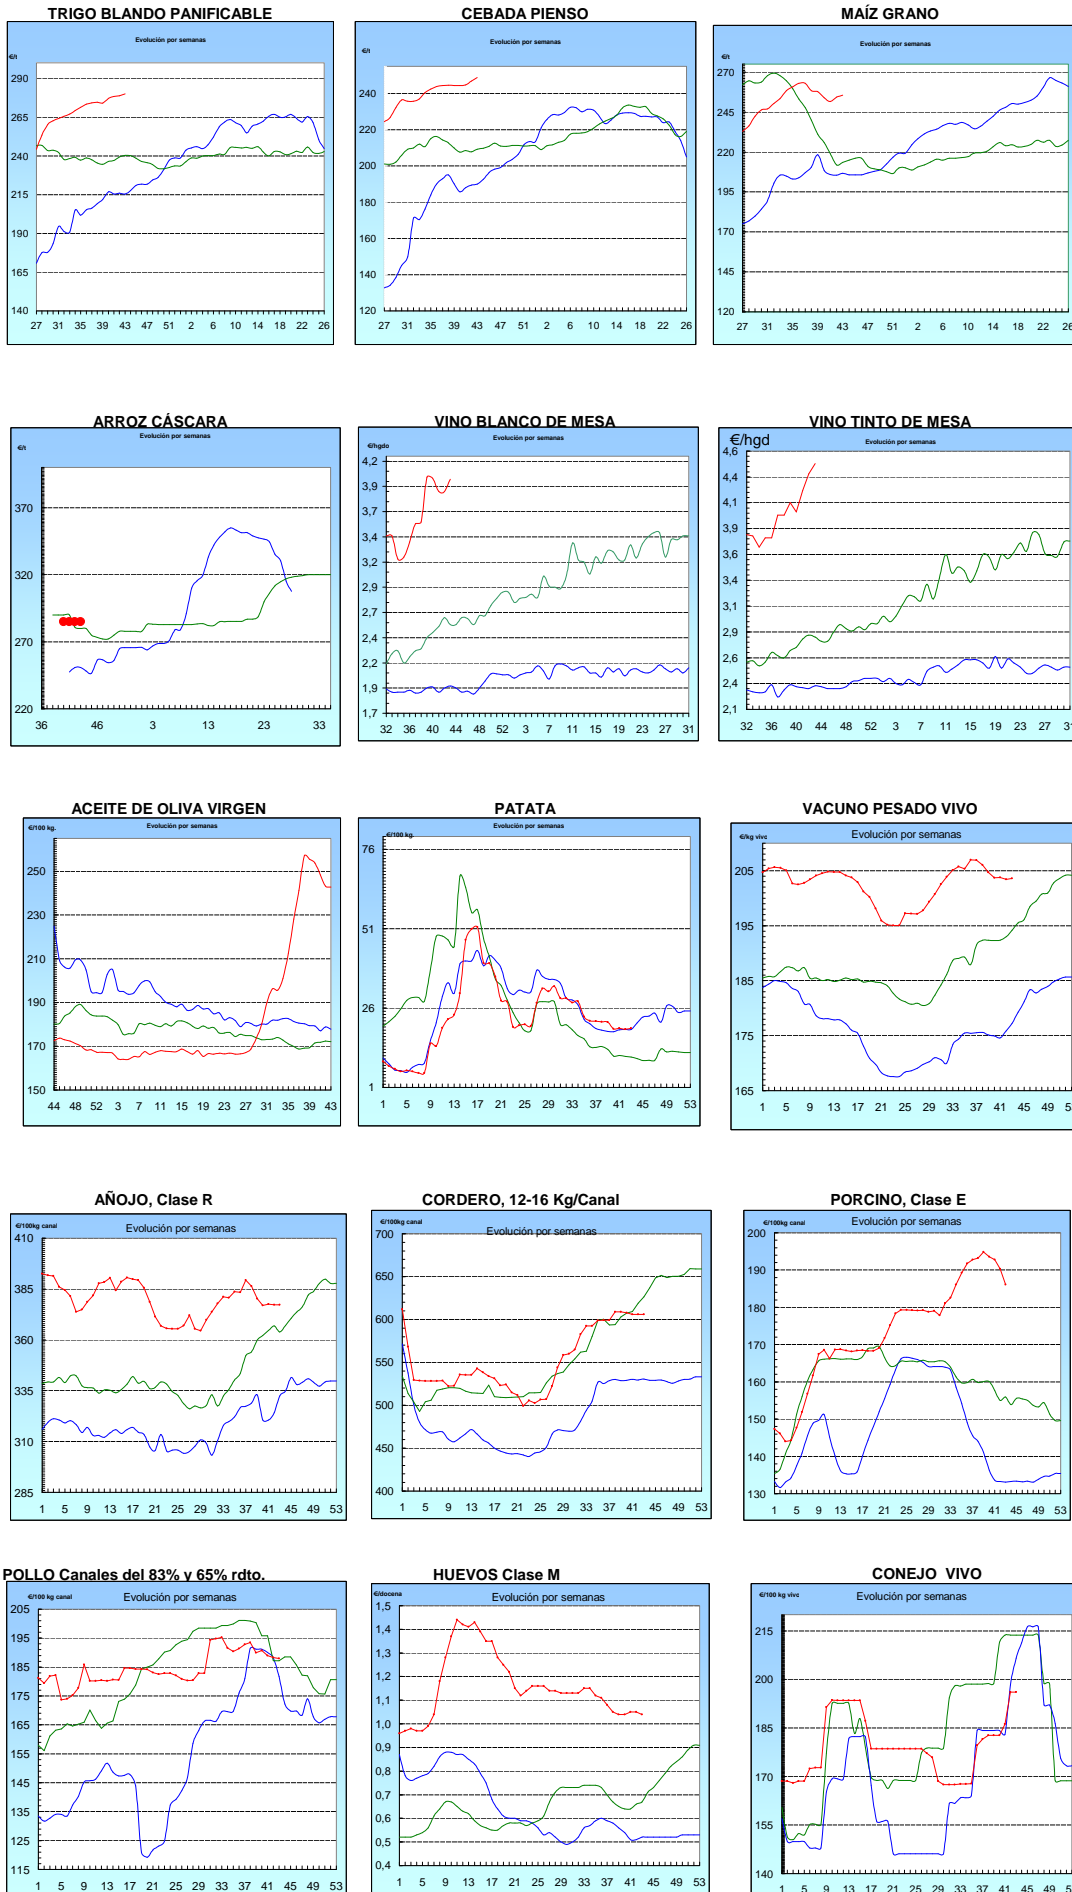 TRIGO BLANDO PANIFICABLE
Evolución por semanas
€/t
290
265
240
215
190
165
140
27 31 35 39 43 47 51 2 6 10 14 18 22 26
CEBADA PIENSO
Evolución por semanas
€/t
240
220
200
180
160
140
120
27 31 35 39 43 47 51 2 6 10 14 18 22 26
MAÍZ GRANO
Evolución por semanas
€/t
270
245
220
195
170
145
120
27 31 35 39 43 47 51 2 6 10 14 18 22 26
ARROZ CÁSCARA
Evolución por semanas
€/t
370
320
270
220
36 46 3 13 23 33
VINO BLANCO DE MESA
Evolución por semanas
€/hgdo
4,2
3,9
3,7
3,4
3,2
2,9
2,7
2,4
2,2
1,9
1,7
32 36 40 44 48 52 3 7 11 15 19 23 27 31
VINO TINTO DE MESA
€/hgd
Evolución por semanas
4,6
4,4
4,1
3,9
3,6
3,4
3,1
2,9
2,6
2,4
2,1
32 36 40 44 48 52 3 7 11 15 19 23 27 31
ACEITE DE OLIVA VIRGEN
€/100 kg.
Evolución por semanas
250
230
210
190
170
150
44 48 52 3 7 11 15 19 23 27 31 35 39 43
PATATA
Evolución por semanas
€/100 kg.
76
51
26
1
1 5 9 13 17 21 25 29 33 37 41 45 49 53
VACUNO PESADO VIVO
€/kg vivo
Evolución por semanas
205
195
185
175
165
1 5 9 13 17 21 25 29 33 37 41 45 49 53
AÑOJO, Clase R
€/100kg canal
Evolución por semanas
410
385
360
335
310
285
1 5 9 13 17 21 25 29 33 37 41 45 49 53
CORDERO, 12-16 Kg/Canal
€/100kg canal
Evolución por semanas
700
650
600
550
500
450
400
1 5 9 13 17 21 25 29 33 37 41 45 49 53
PORCINO, Clase E
€/100kg canal
Evolución por semanas
200
190
180
170
160
150
140
130
1 5 9 13 17 21 25 29 33 37 41 45 49 53
POLLO Canales del 83% y 65% rdto.
€/100 kg canal
Evolución por semanas
205
195
185
175
165
155
145
135
125
115
1 5 9 13 17 21 25 29 33 37 41 45 49 53
HUEVOS Clase M
€/docena
Evolución por semanas
1,5
1,4
1,3
1,2
1,1
1,0
0,9
0,8
0,7
0,6
0,5
0,4
1 5 9 13 17 21 25 29 33 37 41 45 49 53
CONEJO VIVO
€/100 kg vivo
Evolución por semanas
215
200
185
170
155
140
1 5 9 13 17 21 25 29 33 37 41 45 49